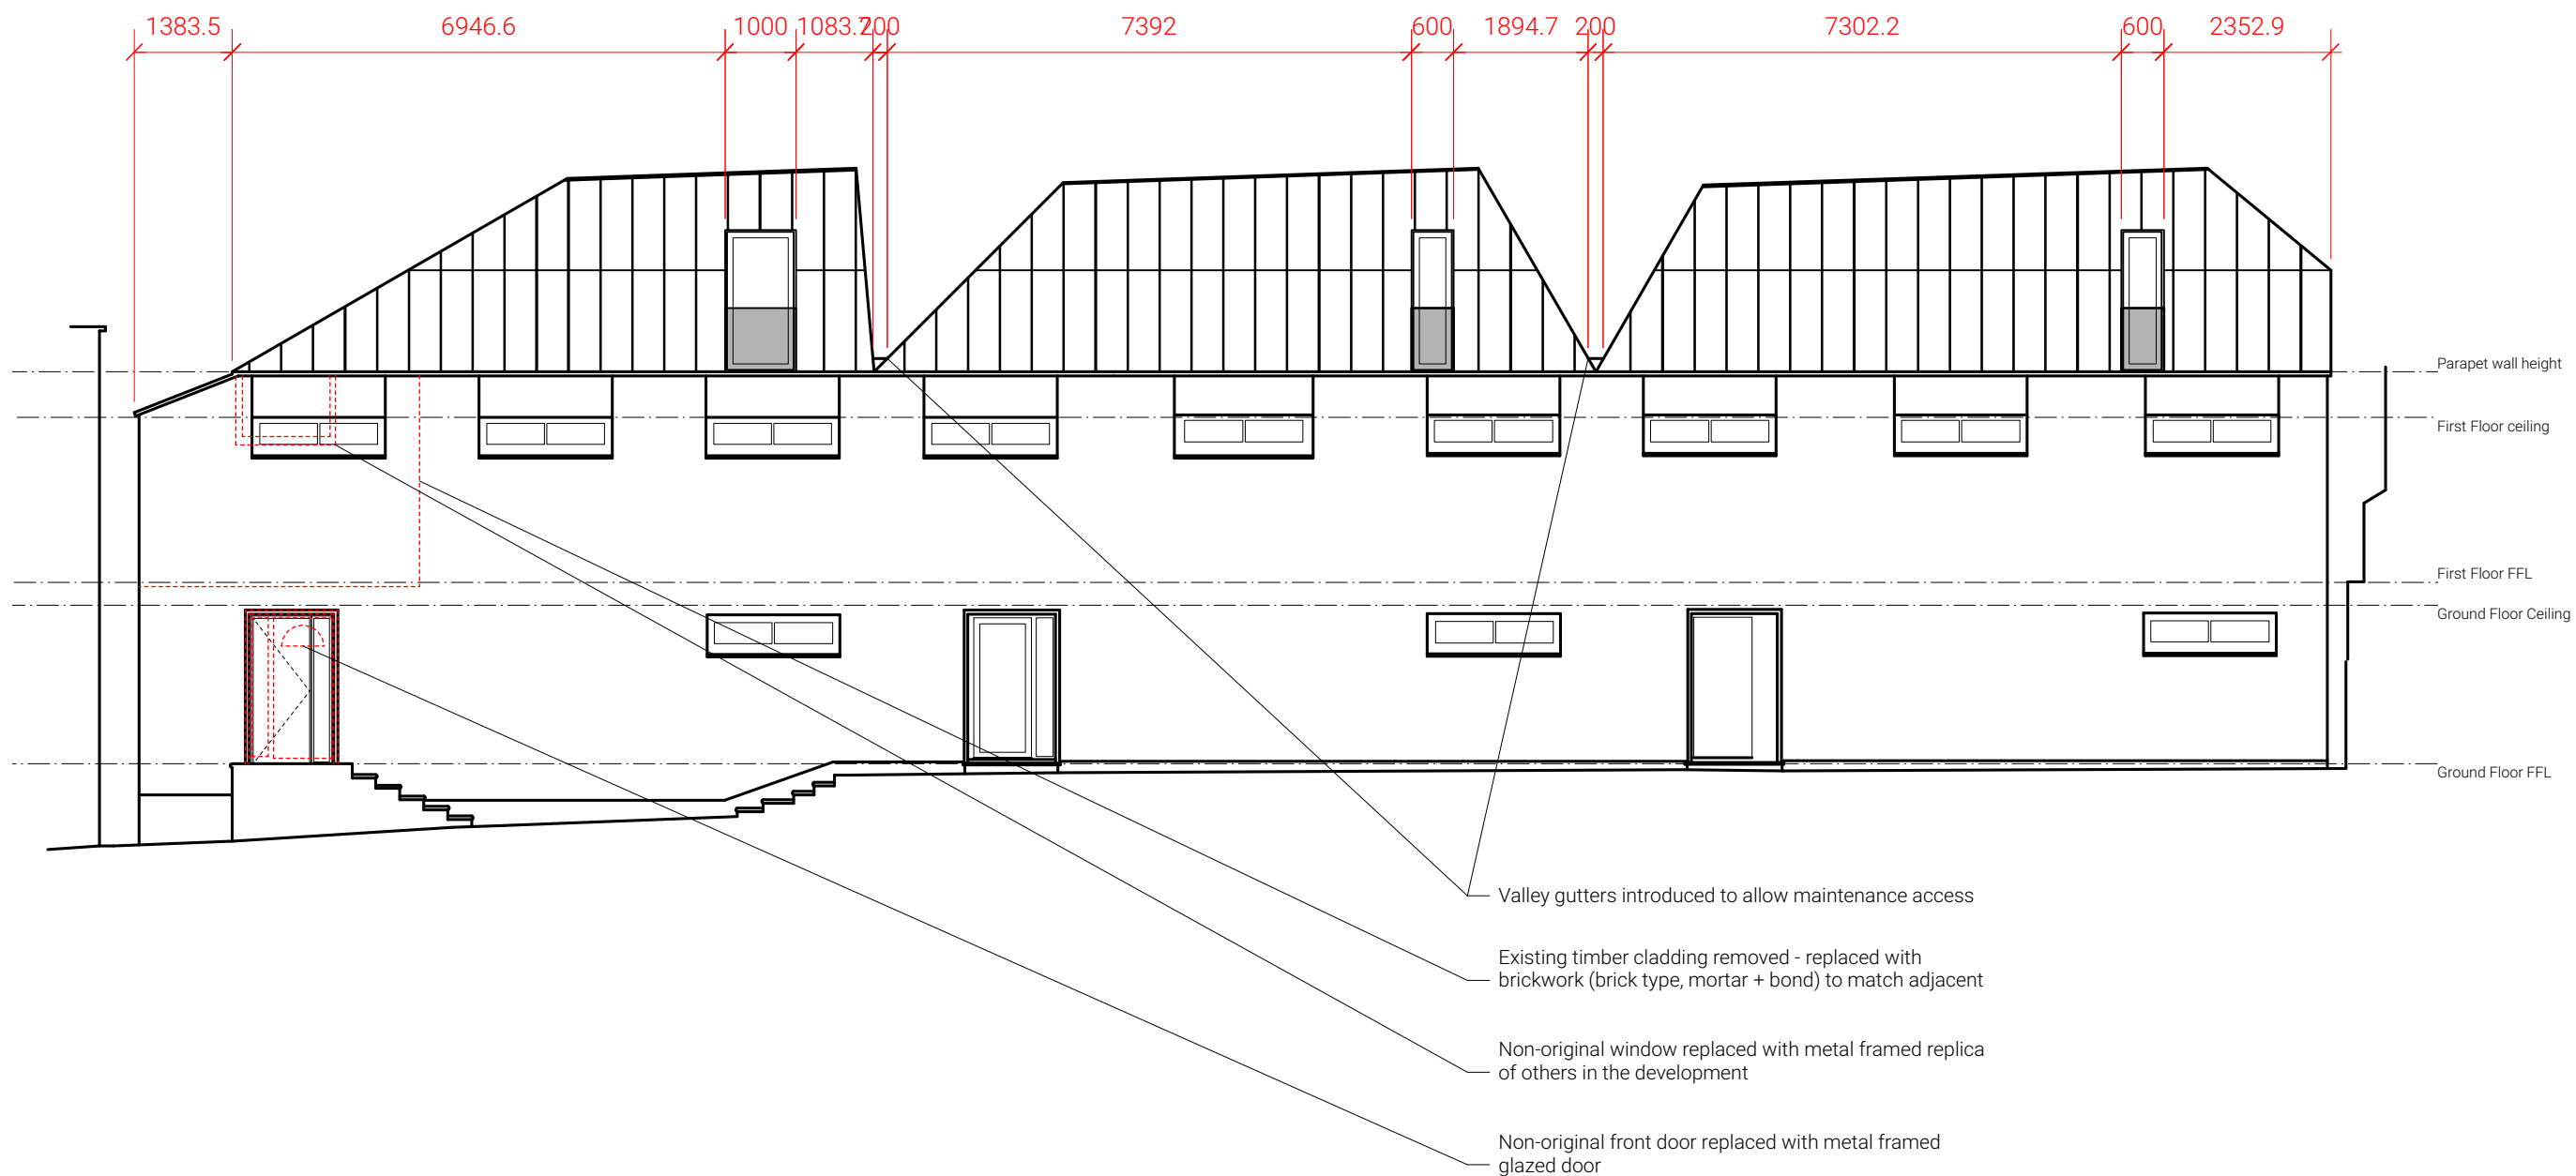 1383.5 6946.6 1000 1083.7 200 7392 600 1894.7 200 7302.2 600 2352.9
Parapet wall height
First Floor ceiling
First Floor FFL
Ground Floor Ceiling
Ground Floor FFL
Valley gutters introduced to allow maintenance access
Existing timber cladding removed - replaced with
brickwork (brick type, mortar + bond) to match adjacent
Non-original window replaced with metal framed replica
of others in the development
Non-original front door replaced with metal framed
glazed door